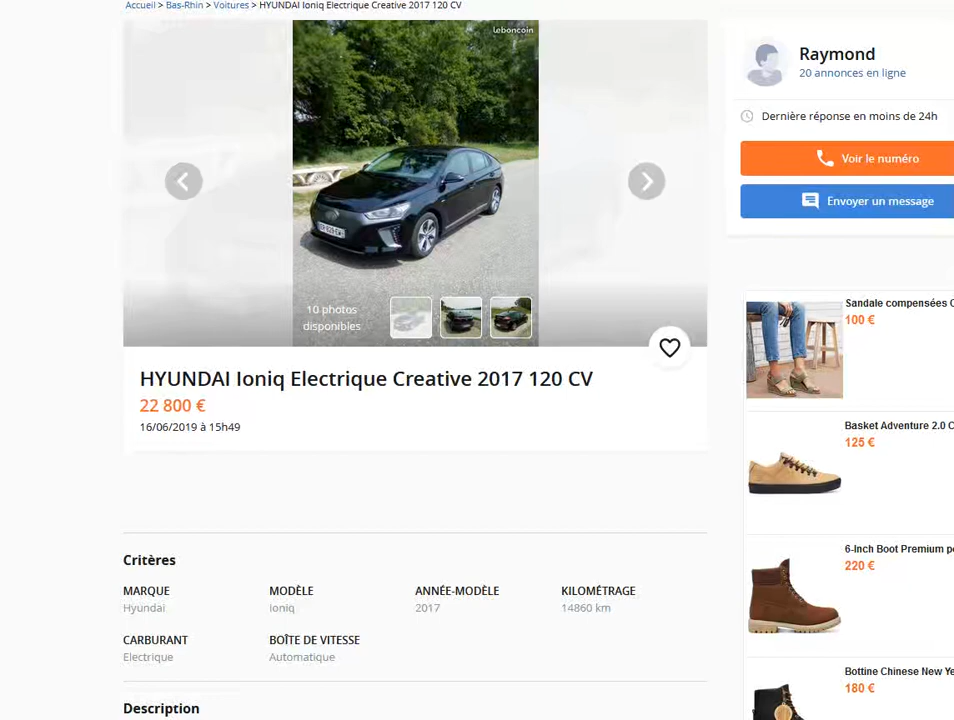 Accueil > Bas-Rhin > Voitures > HYUNDAI Ioniq Electrique Creative 2017 120 CV
leboncoin
10 photos
disponibles
HYUNDAI Ioniq Electrique Creative 2017 120 CV
22 800 €
16/06/2019 à 15h49
Critères
MARQUE
Hyundai
MODÈLE
Ioniq
ANNÉE-MODÈLE
2017
KILOMÉTRAGE
14860 km
CARBURANT
Electrique
BOÎTE DE VITESSE
Automatique
Description
Raymond
20 annonces en ligne
Dernière réponse en moins de 24h
Voir le numéro
Envoyer un message
Sandale compensées
100 €
Basket Adventure 2.0
125 €
6-Inch Boot Premium
220 €
Bottine Chinese New
180 €